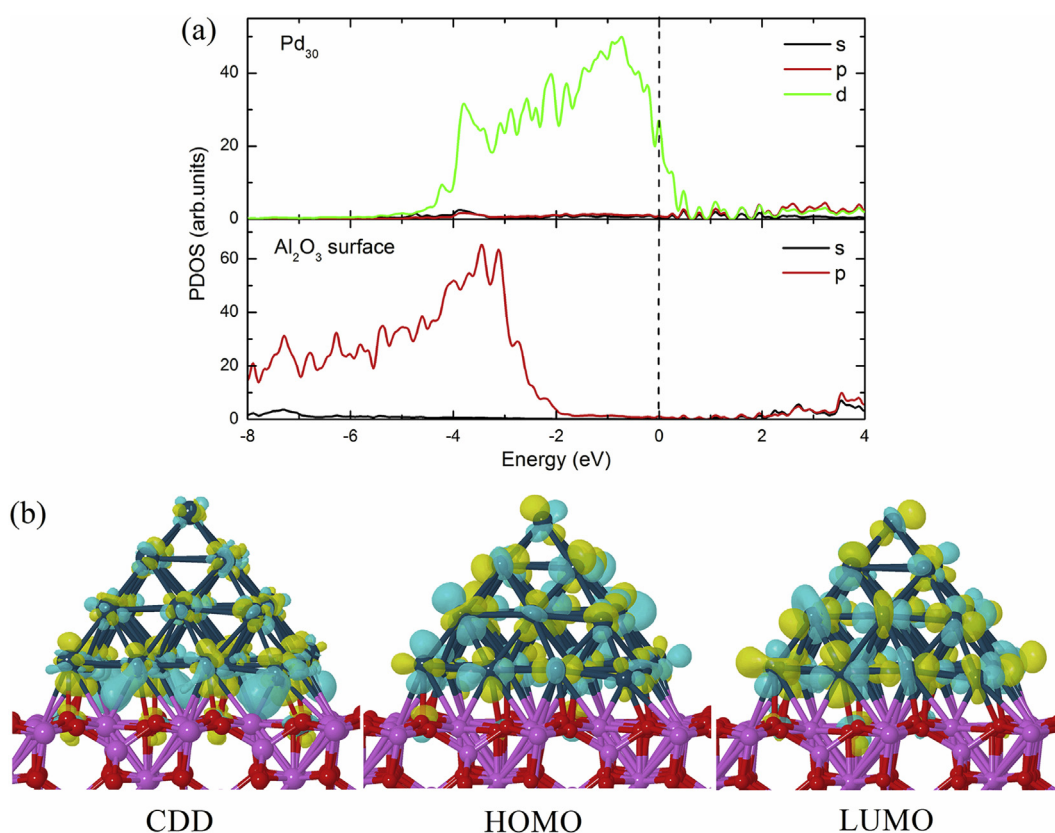 (a)
Pd₃₀
s
p
d
40
20
0
Al₂O₃ surface
s
p
60
40
20
0
PDOS (arb.units)
-8 -6 -4 -2 0 2 4
Energy (eV)
(b)
CDD HOMO LUMO